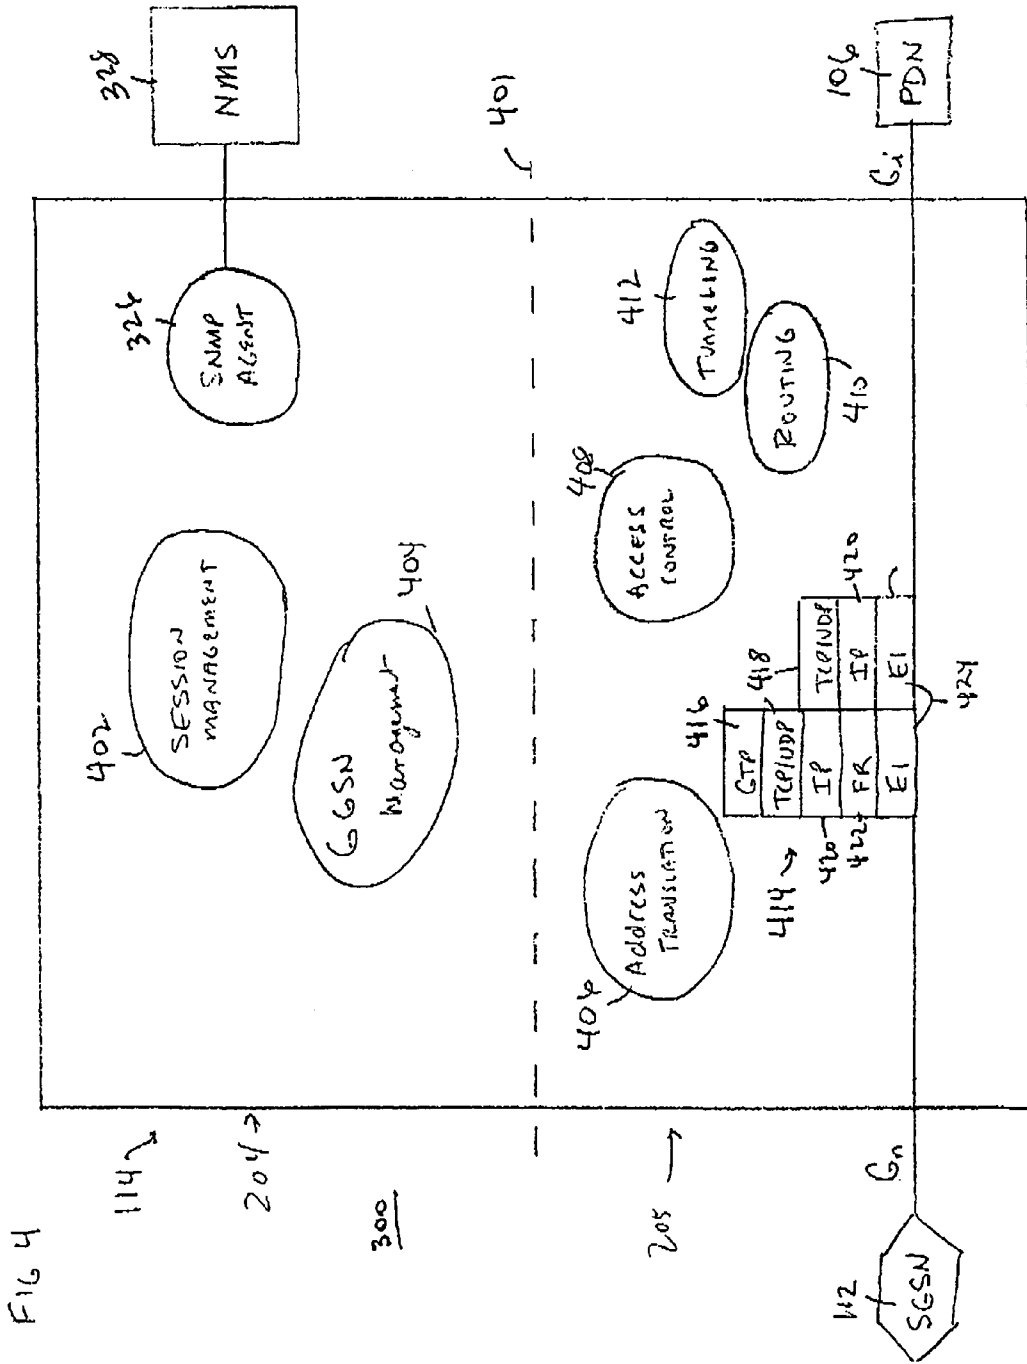 FIG 4
114
204
300
205
112
SGSN
Gn
402
SESSION
MANAGEMENT
GGSN
Management
404
326
SNMP
AGENT
328
NMS
401
406
Address
TRANSLATION
408
ACCESS
CONTROL
412
TUNNELING
ROUTING
410
414
416
GTP
TCP/UDP
IP
FR
E1
418
420
422
TCP/UDP
IP
E1
420
424
Gi
106
PDN